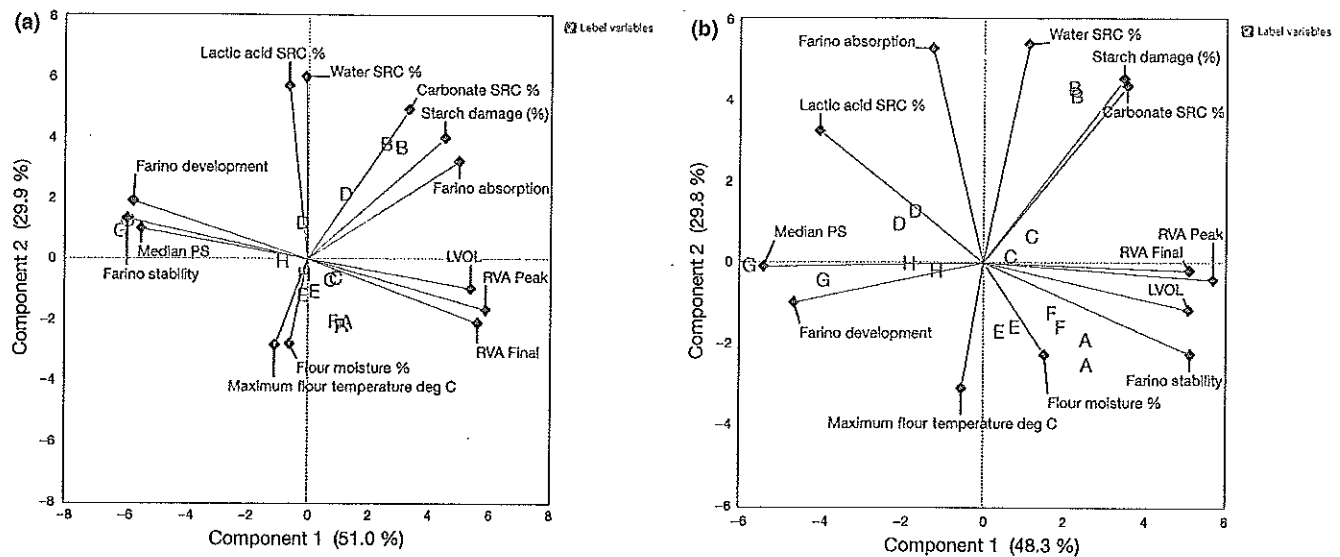 (a)
Label variables
8
6
4
2
0
−2
−4
−6
−8
Component 2 (29.9 %)
Lactic acid SRC %
Water SRC %
Carbonate SRC %
Starch damage (%)
B
B
Farino development
Farino absorption
D
D
G
Median PS
Farino stability
H
LVOL
RVA Peak
C
C
E
E
F
A
RVA Final
Flour moisture %
Maximum flour temperature deg C
−8
−6
−4
−2
0
2
4
6
8
Component 1 (51.0 %)
(b)
Label variables
6
4
2
0
−2
−4
−6
Component 2 (29.8 %)
Farino absorption
Water SRC %
Starch damage (%)
B
B
Lactic acid SRC %
Carbonate SRC %
D
D
C
C
Median PS
RVA Peak
RVA Final
G
H
H
G
LVOL
Farino development
F
E
E
F
A
A
Farino stability
Flour moisture %
Maximum flour temperature deg C
−6
−4
−2
0
2
4
6
Component 1 (48.3 %)